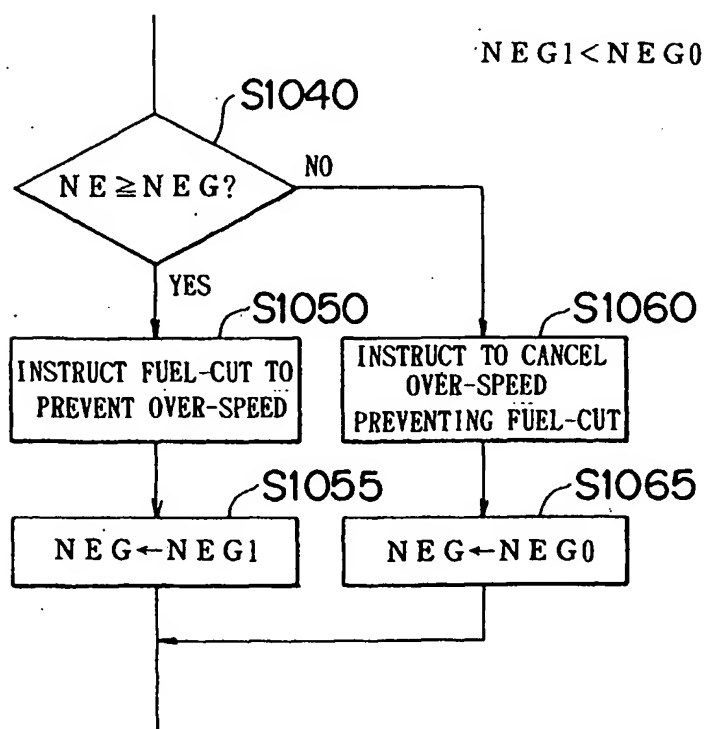 NEG1<NEG0
S1040
NE≧NEG?
NO
YES
S1050
S1060
INSTRUCT FUEL-CUT TO
PREVENT OVER-SPEED
INSTRUCT TO CANCEL
OVER-SPEED
PREVENTING FUEL-CUT
S1055
S1065
NEG←NEG1
NEG←NEG0